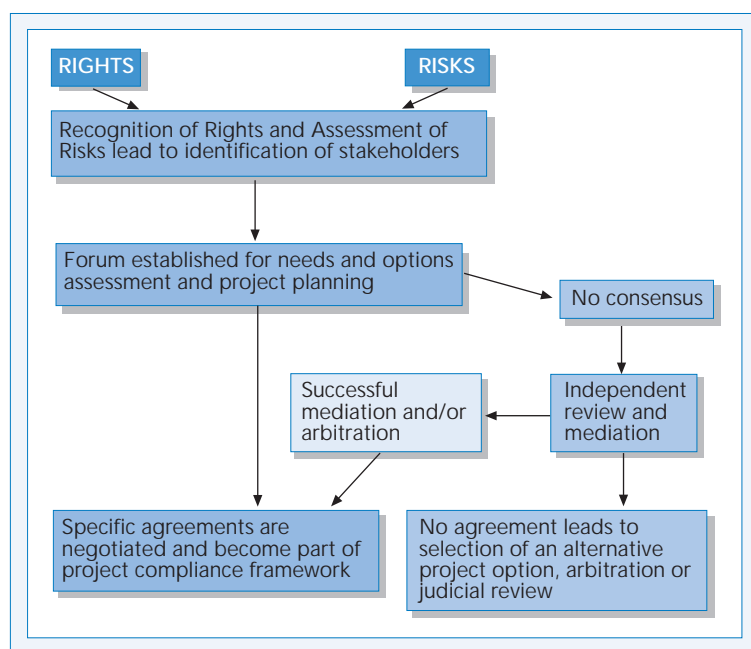 RIGHTS
RISKS
Recognition of Rights and Assessment of
Risks lead to identification of stakeholders
Forum established for needs and options
assessment and project planning
No consensus
Successful
mediation and/or
arbitration
Independent
review and
mediation
Specific agreements are
negotiated and become part of
project compliance framework
No agreement leads to
selection of an alternative
project option, arbitration or
judicial review